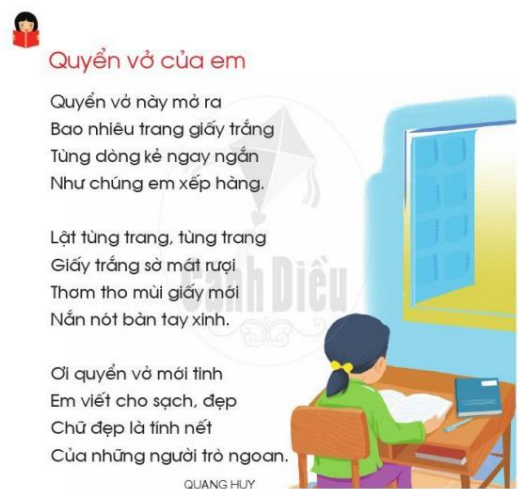 Quyển vở của em
Quyển vở này mở ra
Bao nhiêu trang giấy trắng
Từng dòng kẻ ngay ngắn
Như chúng em xếp hàng.
Lật từng trang, từng trang
Giấy trắng sờ mát rượi
Thơm tho mùi giấy mới
Nắn nót bàn tay xinh.
Ơi quyển vở mới tinh
Em viết cho sạch, đẹp
Chữ đẹp là tính nết
Của những người trò ngoan.
QUANG HUY
Cánh Diều